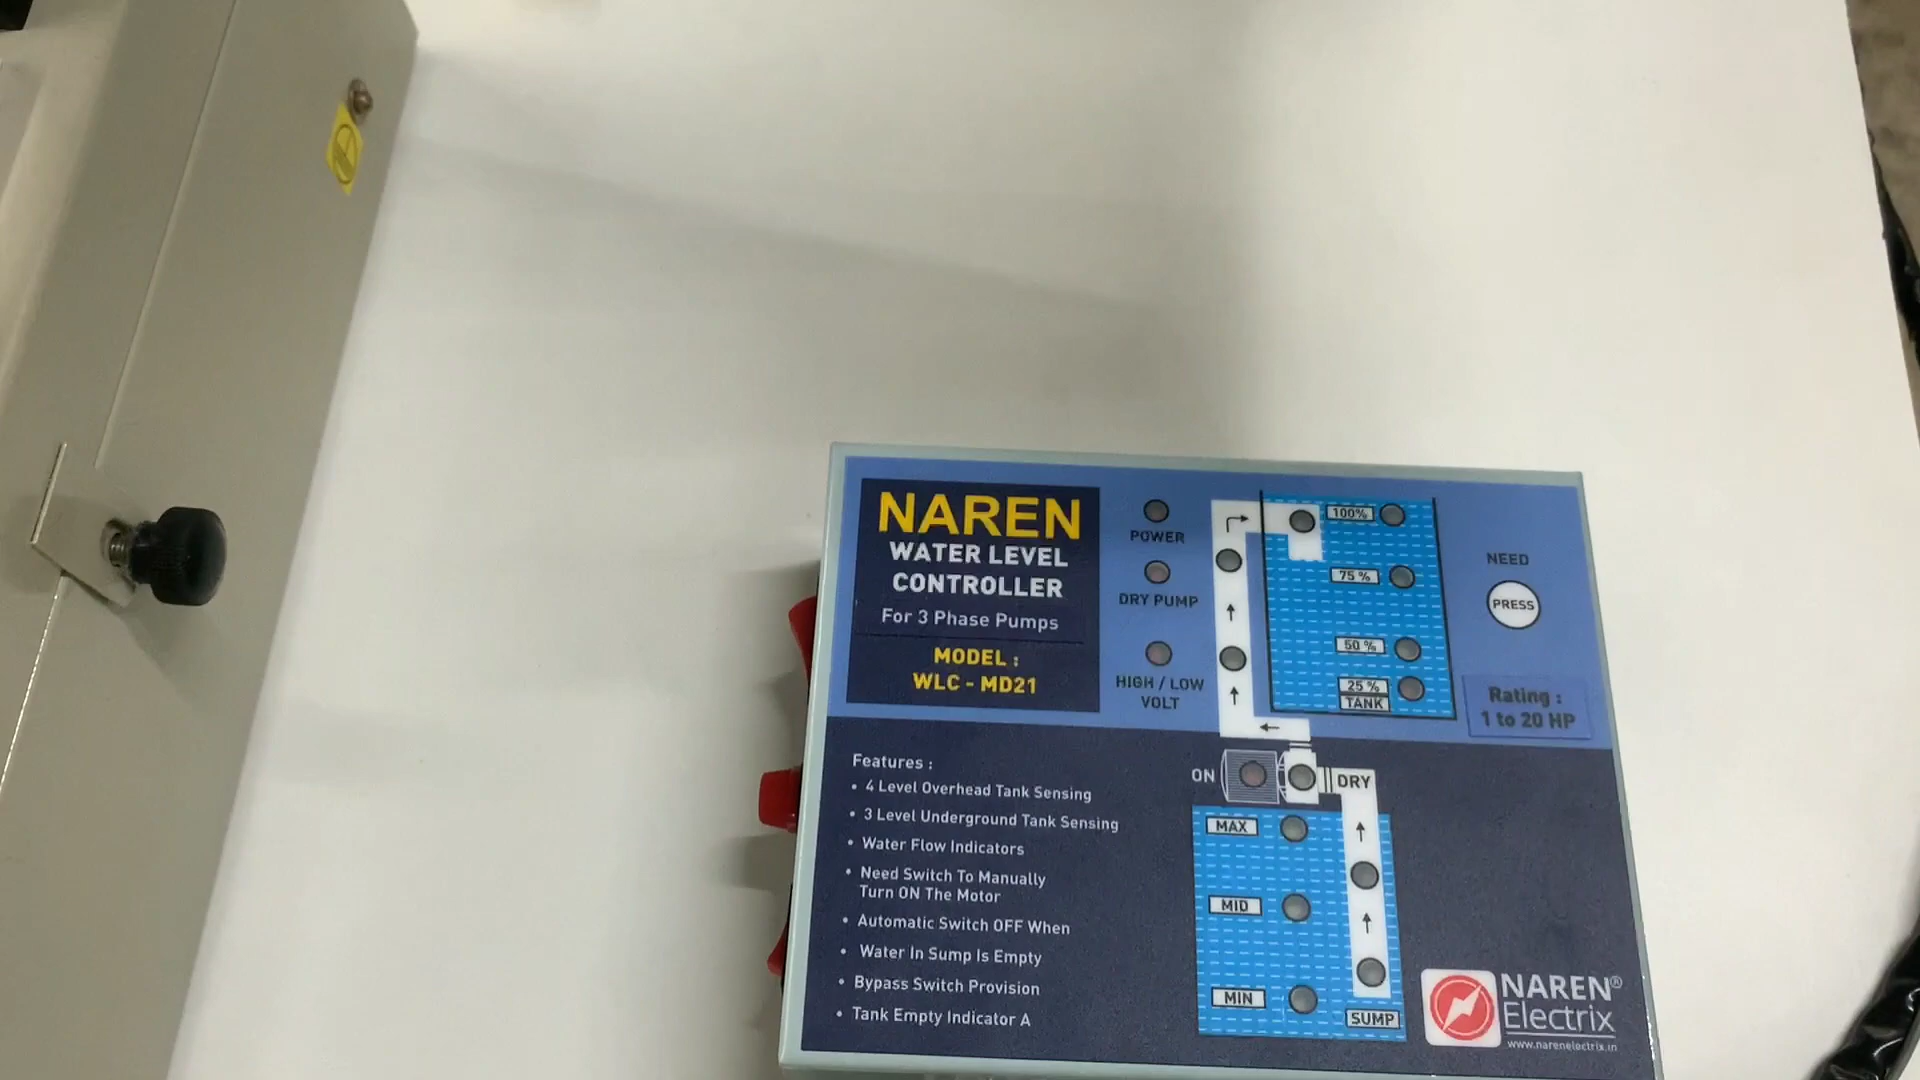 NAREN
WATER LEVEL
CONTROLLER
For 3 Phase Pumps
MODEL :
WLC - MD21
POWER
DRY PUMP
HIGH / LOW
VOLT
100%
75 %
50 %
25 %
TANK
NEED
PRESS
Rating :
1 to 20 HP
Features :
• 4 Level Overhead Tank Sensing
• 3 Level Underground Tank Sensing
• Water Flow Indicators
• Need Switch To Manually
Turn ON The Motor
• Automatic Switch OFF When
• Water In Sump Is Empty
• Bypass Switch Provision
• Tank Empty Indicator A
ON
DRY
MAX
MID
MIN
SUMP
NAREN®
Electrix
www.narenelectrix.in